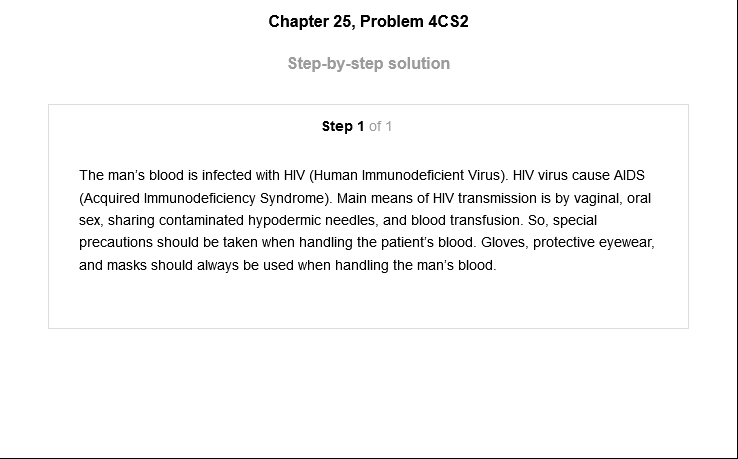 Chapter 25, Problem 4CS2
Step-by-step solution
Step 1 of 1
The man's blood is infected with HIV (Human Immunodeficient Virus). HIV virus cause AIDS
(Acquired Immunodeficiency Syndrome). Main means of HIV transmission is by vaginal, oral
sex, sharing contaminated hypodermic needles, and blood transfusion. So, special
precautions should be taken when handling the patient's blood. Gloves, protective eyewear,
and masks should always be used when handling the man's blood.